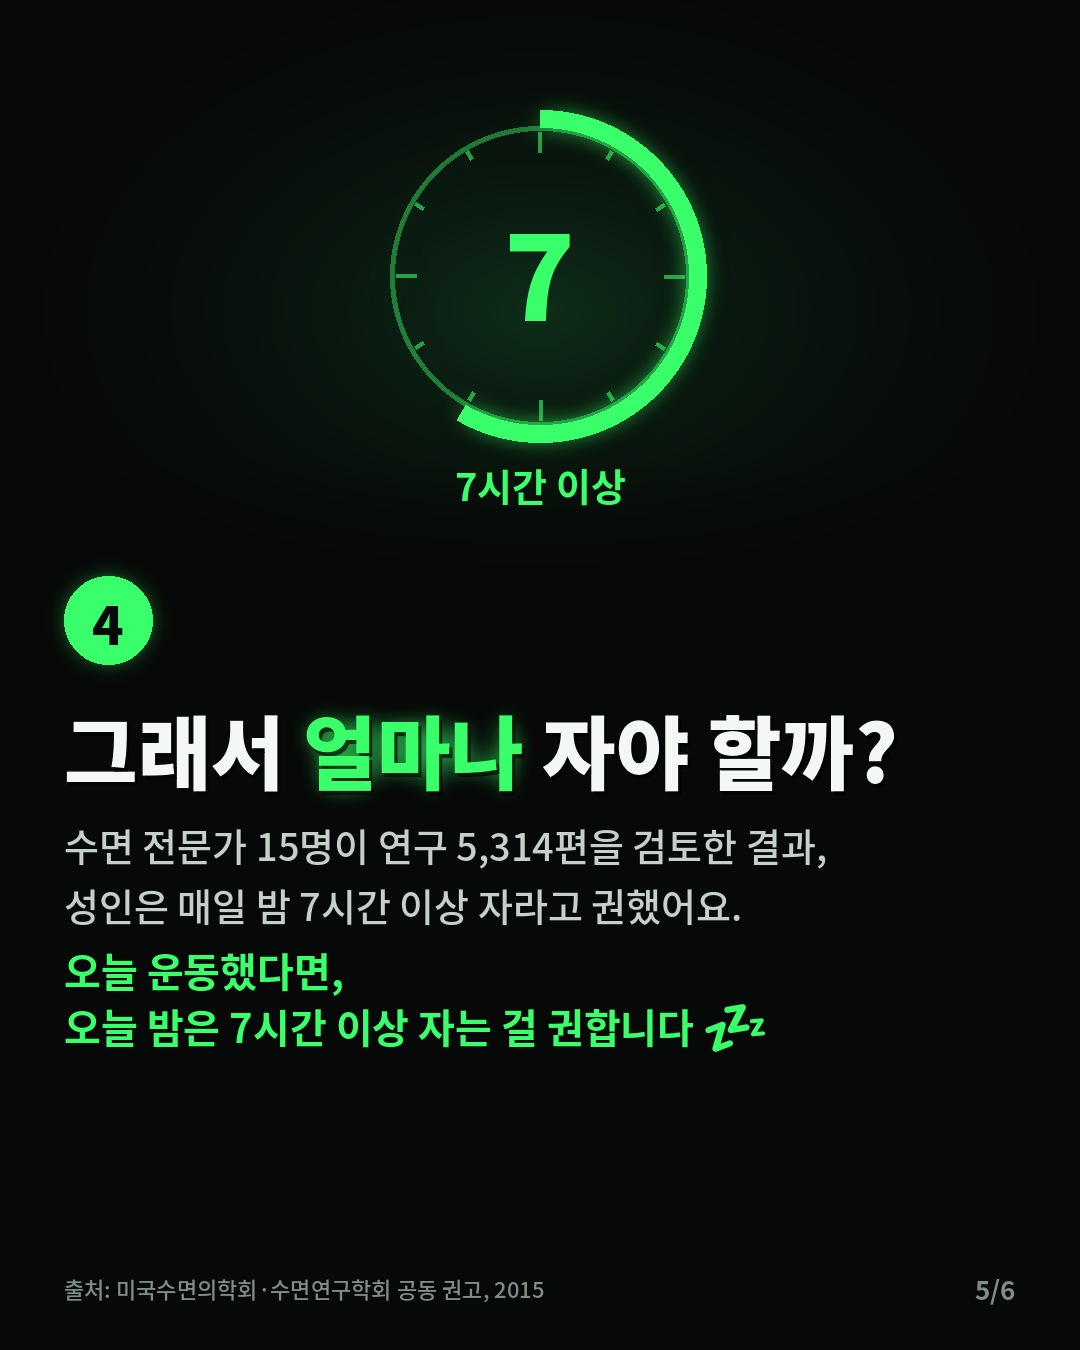 7
7시간 이상
4
그래서 얼마나 자야 할까?
수면 전문가 15명이 연구 5,314편을 검토한 결과,
성인은 매일 밤 7시간 이상 자라고 권했어요.
오늘 운동했다면,
오늘 밤은 7시간 이상 자는 걸 권합니다 💤
출처: 미국수면의학회·수면연구학회 공동 권고, 2015
5/6